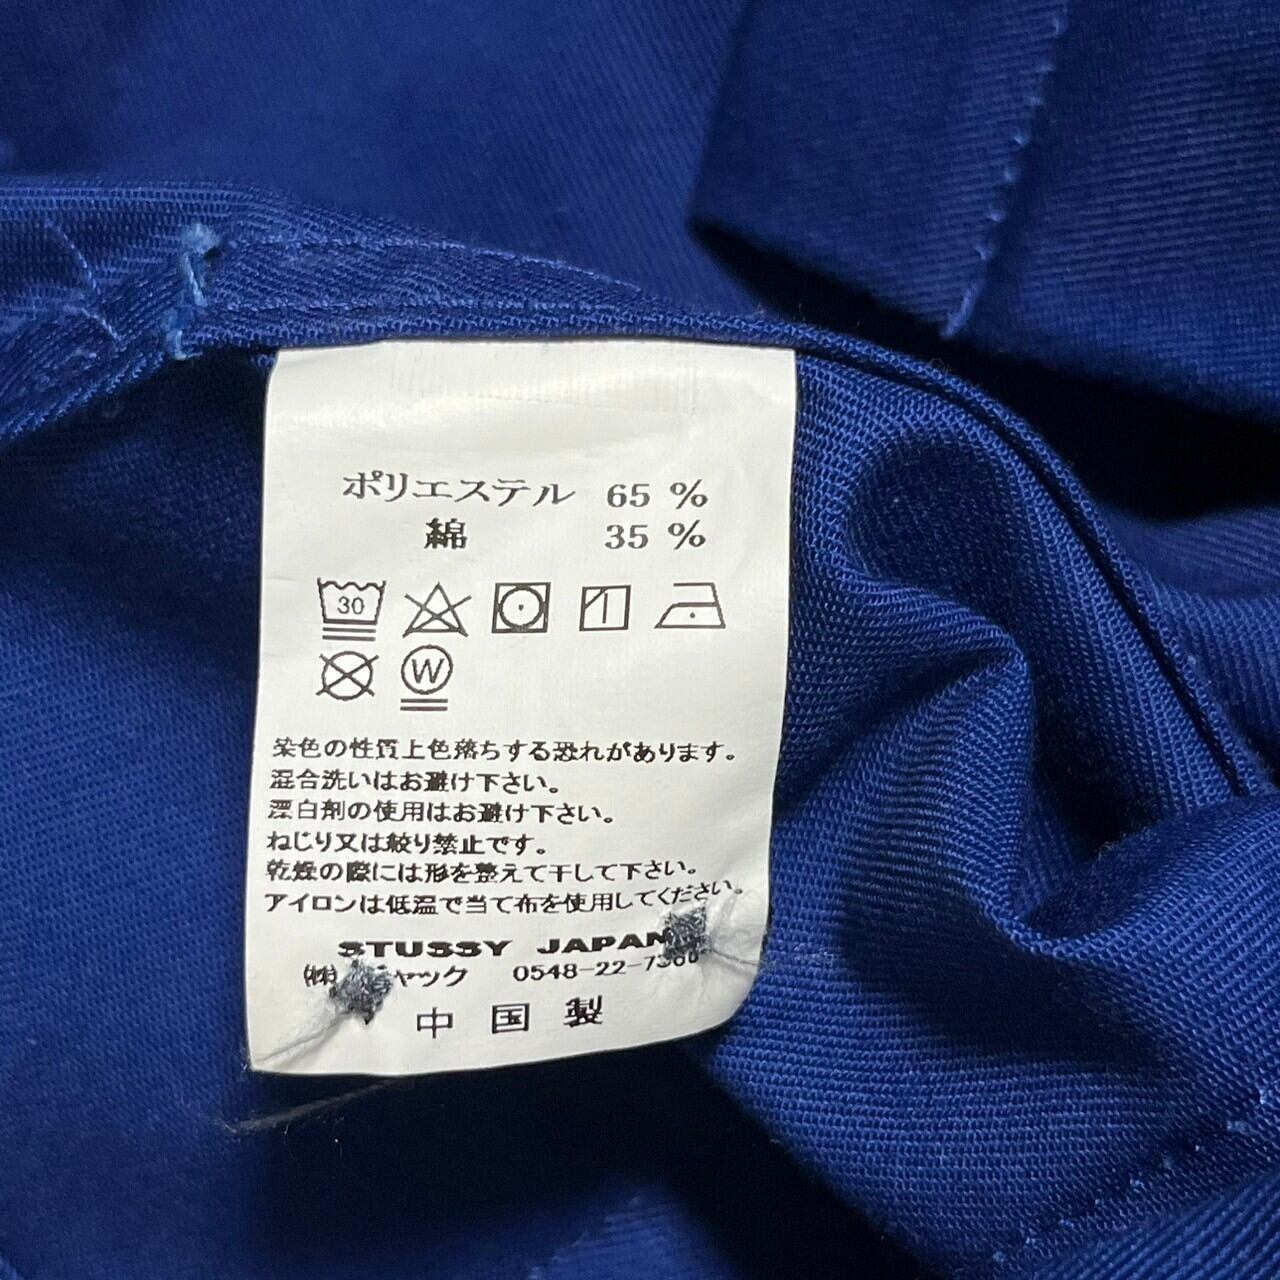 ポリエステル 65 %
綿 35 %
30
W
染色の性質上色落ちする恐れがあります。
混合洗いはお避け下さい。
漂白剤の使用はお避け下さい。
ねじり又は絞り禁止です。
乾燥の際には形を整えて干して下さい。
アイロンは低温で当て布を使用してください。
STUSSY JAPAN
㈱ ャック 0548-22-
中 国 製